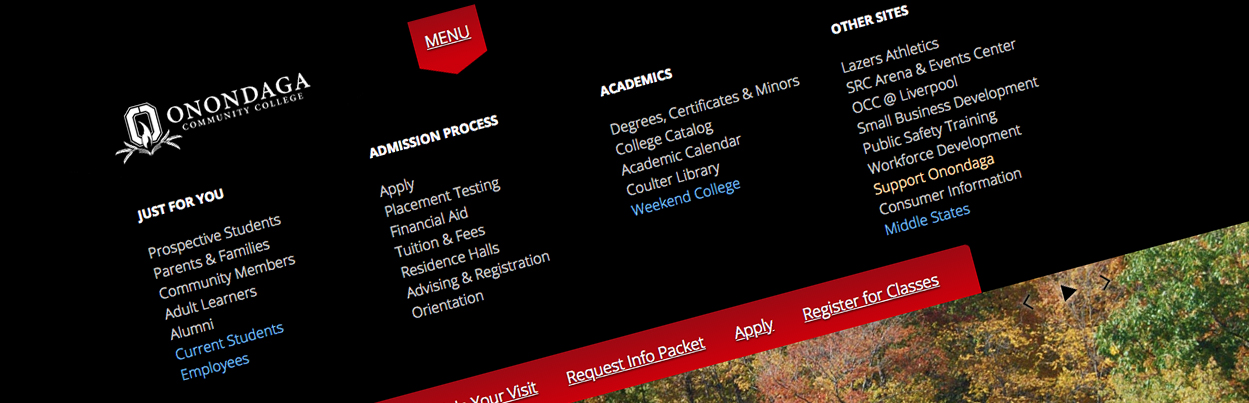 ONONDAGA
COMMUNITY COLLEGE
MENU
JUST FOR YOU
Prospective Students
Parents & Families
Community Members
Adult Learners
Alumni
Current Students
Employees
ADMISSION PROCESS
Apply
Placement Testing
Financial Aid
Tuition & Fees
Residence Halls
Advising & Registration
Orientation
ACADEMICS
Degrees, Certificates & Minors
College Catalog
Academic Calendar
Coulter Library
Weekend College
OTHER SITES
Lazers Athletics
SRC Arena & Events Center
OCC @ Liverpool
Small Business Development
Public Safety Training
Workforce Development
Support Onondaga
Consumer Information
Middle States
Your Visit
Request Info Packet
Apply
Register for Classes